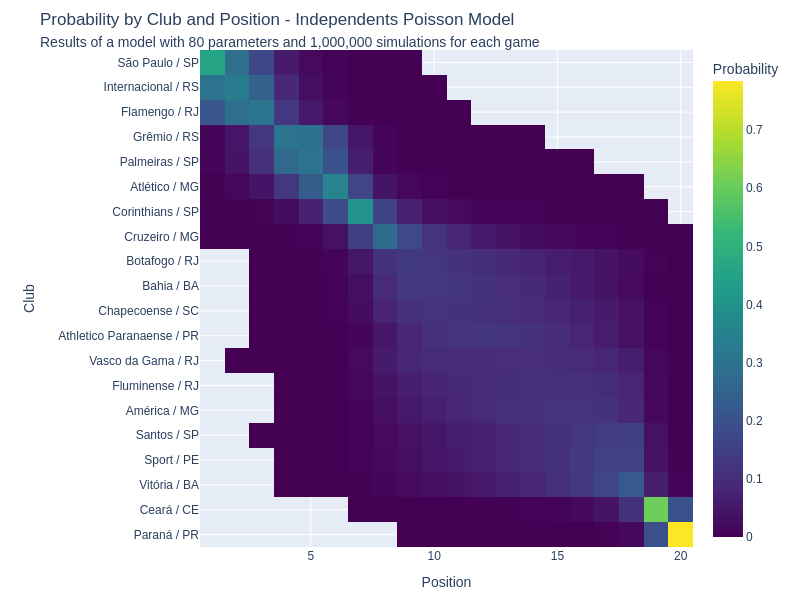 Probability by Club and Position - Independents Poisson Model
Results of a model with 80 parameters and 1,000,000 simulations for each game
Probability
São Paulo / SP
Internacional / RS
Flamengo / RJ
Grêmio / RS
Palmeiras / SP
Atlético / MG
Corinthians / SP
Cruzeiro / MG
Botafogo / RJ
Bahia / BA
Chapecoense / SC
Athletico Paranaense / PR
Vasco da Gama / RJ
Fluminense / RJ
América / MG
Santos / SP
Sport / PE
Vitória / BA
Ceará / CE
Paraná / PR
Club
5
10
15
20
Position
0.7
0.6
0.5
0.4
0.3
0.2
0.1
0